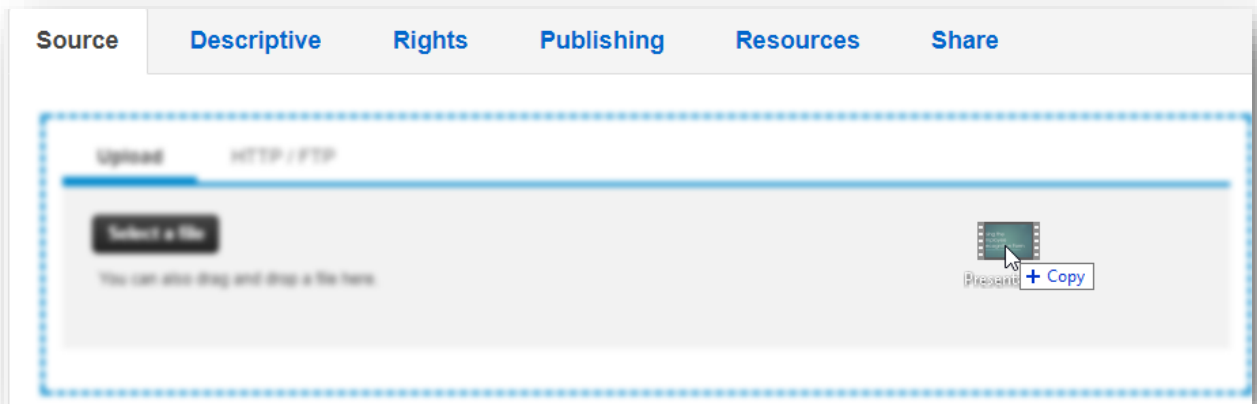 Source Descriptive Rights Publishing Resources Share
Upload HTTP / FTP
Select a file
You can also drag and drop a file here.
+ Copy